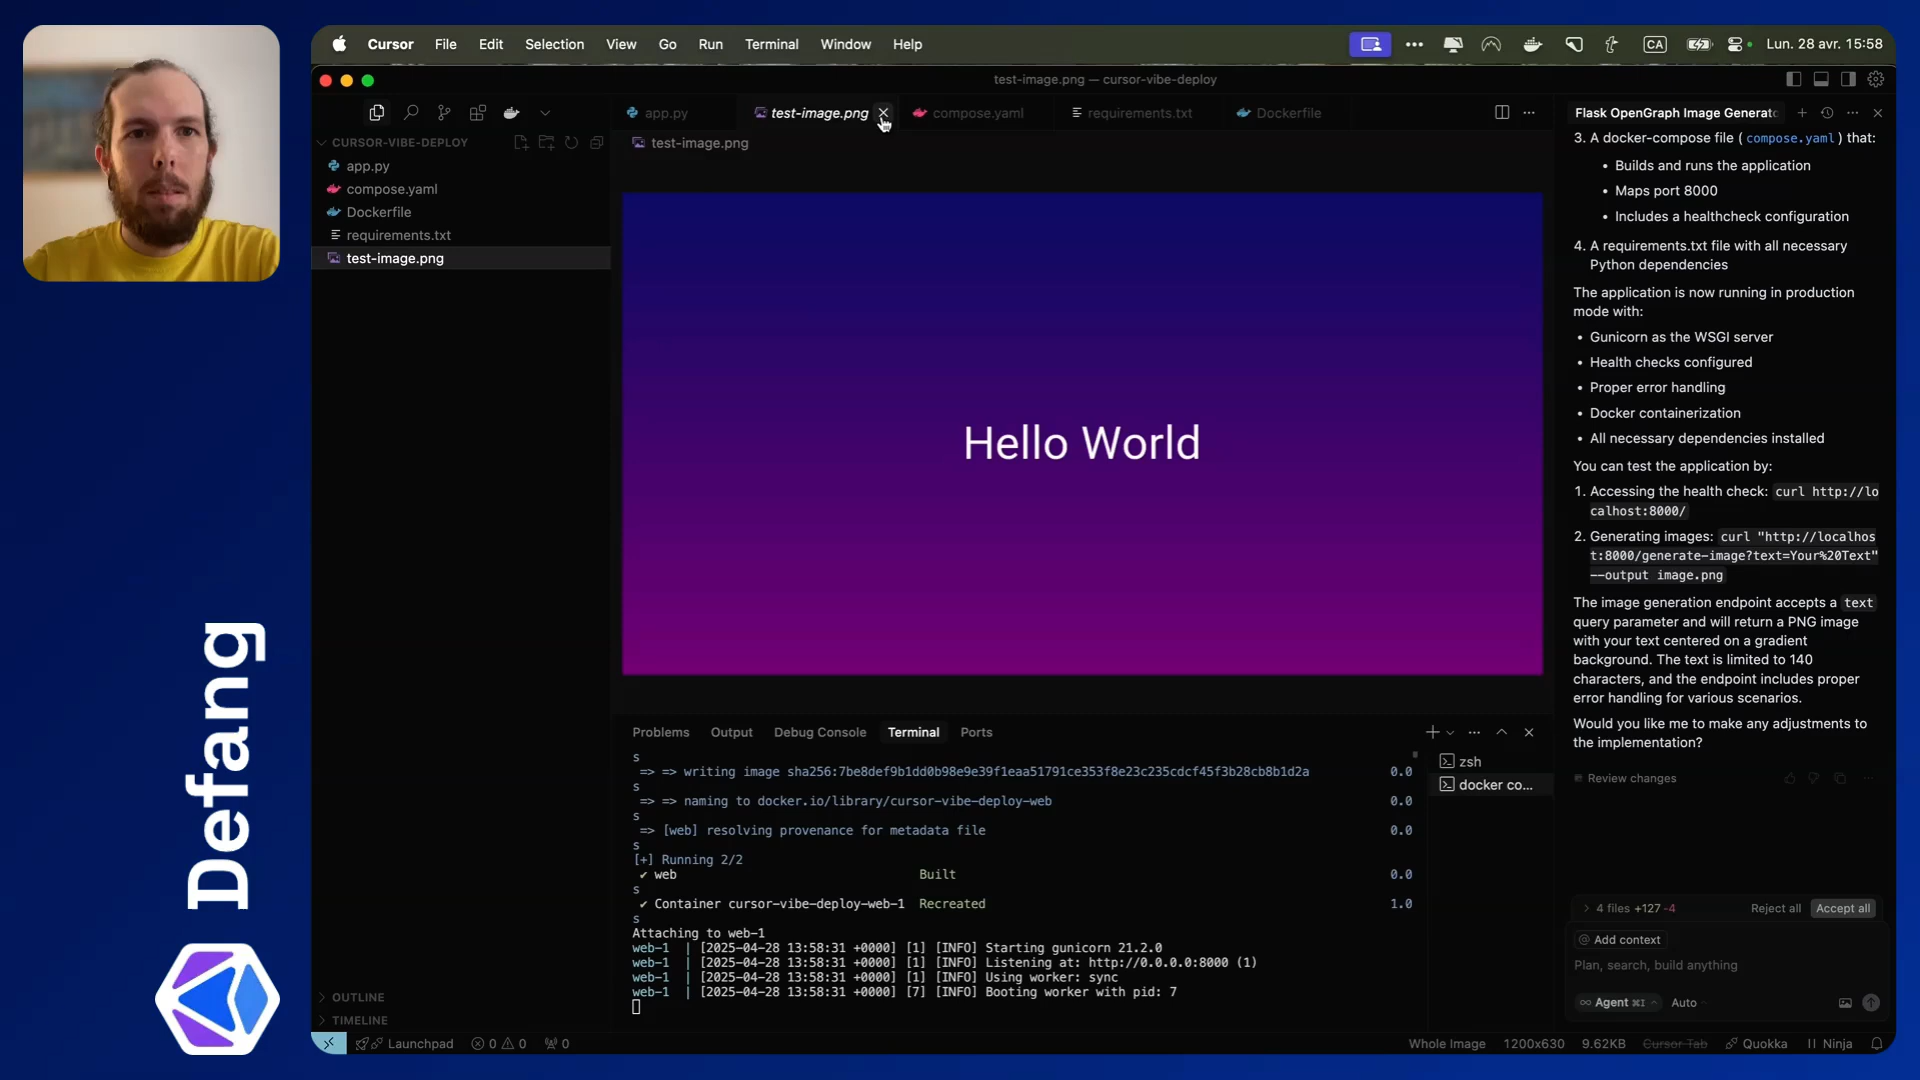 Cursor File Edit Selection View Go Run Terminal Window Help
CA Lun. 28 avr. 15:58
test-image.png — cursor-vibe-deploy
app.py test-image.png compose.yaml requirements.txt Dockerfile
test-image.png
CURSOR-VIBE-DEPLOY
app.py
compose.yaml
Dockerfile
requirements.txt
test-image.png
OUTLINE
TIMELINE
Hello World
Problems Output Debug Console Terminal Ports
s
=> => writing image sha256:7be8def9b1dd0b98e9e39f1eaa51791ce353f8e23c235cdcf45f3b28cb8b1d2a 0.0
s
=> => naming to docker.io/library/cursor-vibe-deploy-web 0.0
s
=> [web] resolving provenance for metadata file 0.0
s
[+] Running 2/2
✔ web Built 0.0
s
✔ Container cursor-vibe-deploy-web-1 Recreated 1.0
s
Attaching to web-1
web-1 | [2025-04-28 13:58:31 +0000] [1] [INFO] Starting gunicorn 21.2.0
web-1 | [2025-04-28 13:58:31 +0000] [1] [INFO] Listening at: http://0.0.0.0:8000 (1)
web-1 | [2025-04-28 13:58:31 +0000] [1] [INFO] Using worker: sync
web-1 | [2025-04-28 13:58:31 +0000] [7] [INFO] Booting worker with pid: 7
zsh
docker co...
Flask OpenGraph Image Generato
3. A docker-compose file ( compose.yaml ) that:
• Builds and runs the application
• Maps port 8000
• Includes a healthcheck configuration
4. A requirements.txt file with all necessary
Python dependencies
The application is now running in production
mode with:
• Gunicorn as the WSGI server
• Health checks configured
• Proper error handling
• Docker containerization
• All necessary dependencies installed
You can test the application by:
1. Accessing the health check: curl http://lo
calhost:8000/
2. Generating images: curl "http://localhos
t:8000/generate-image?text=Your%20Text"
--output image.png
The image generation endpoint accepts a text
query parameter and will return a PNG image
with your text centered on a gradient
background. The text is limited to 140
characters, and the endpoint includes proper
error handling for various scenarios.
Would you like me to make any adjustments to
the implementation?
Review changes
4 files +127 -4 Reject all Accept all
@ Add context
Plan, search, build anything
Agent ⌘I Auto
Launchpad 0 0 0
Whole Image 1200x630 9.62KB Cursor Tab Quokka Ninja
Defang